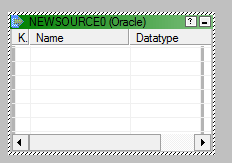 NEWSOURCE0 (Oracle) ?
K. Name Datatype